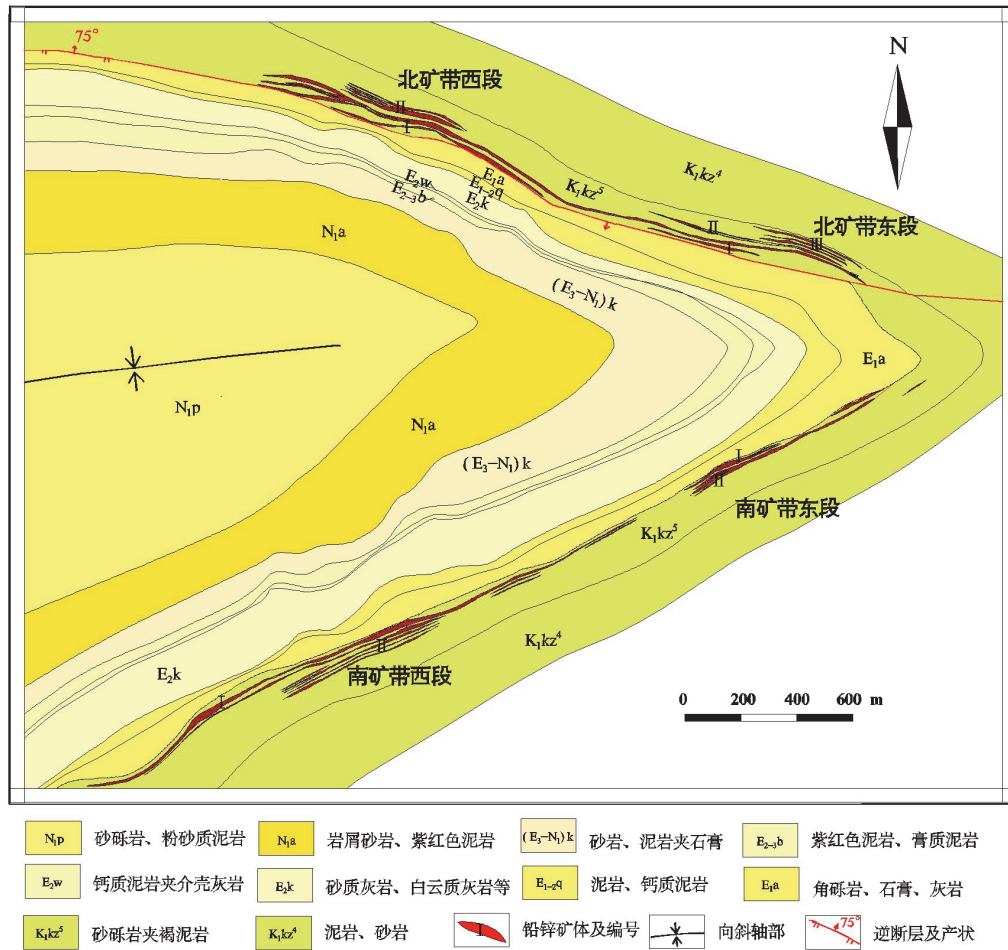 75°
N
北矿带西段
II
I
E₁a
E₁₋₂q
E₂w
E₂k
E₂₋₃b
K₁kz⁵
K₁kz⁴
II
北矿带东段
III
I
N₁a
(E₃-N₁)k
E₁a
N₁p
N₁a
(E₃-N₁)k
I
II
南矿带东段
K₁kz⁵
K₁kz⁴
II
E₂k
南矿带西段
I
0 200 400 600 m
N₁p 砂砾岩、粉砂质泥岩 N₁a 岩屑砂岩、紫红色泥岩 (E₃-N₁)k 砂岩、泥岩夹石膏 E₂₋₃b 紫红色泥岩、膏质泥岩
E₂w 钙质泥岩夹介壳灰岩 E₂k 砂质灰岩、白云质灰岩等 E₁₋₂q 泥岩、钙质泥岩 E₁a 角砾岩、石膏、灰岩
K₁kz⁵ 砂砾岩夹褐泥岩 K₁kz⁴ 泥岩、砂岩 I 铅锌矿体及编号 向斜轴部 75° 逆断层及产状